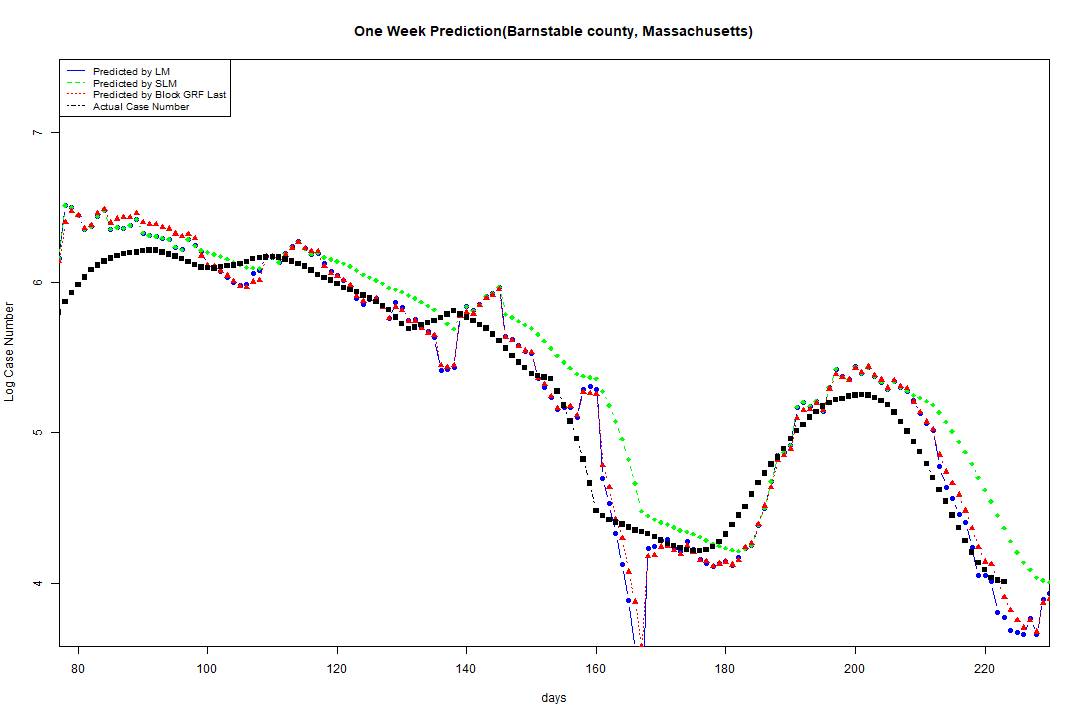 One Week Prediction(Barnstable county, Massachusetts)
Predicted by LM
Predicted by SLM
Predicted by Block GRF Last
Actual Case Number
7
6
5
4
Log Case Number
80 100 120 140 160 180 200 220
days